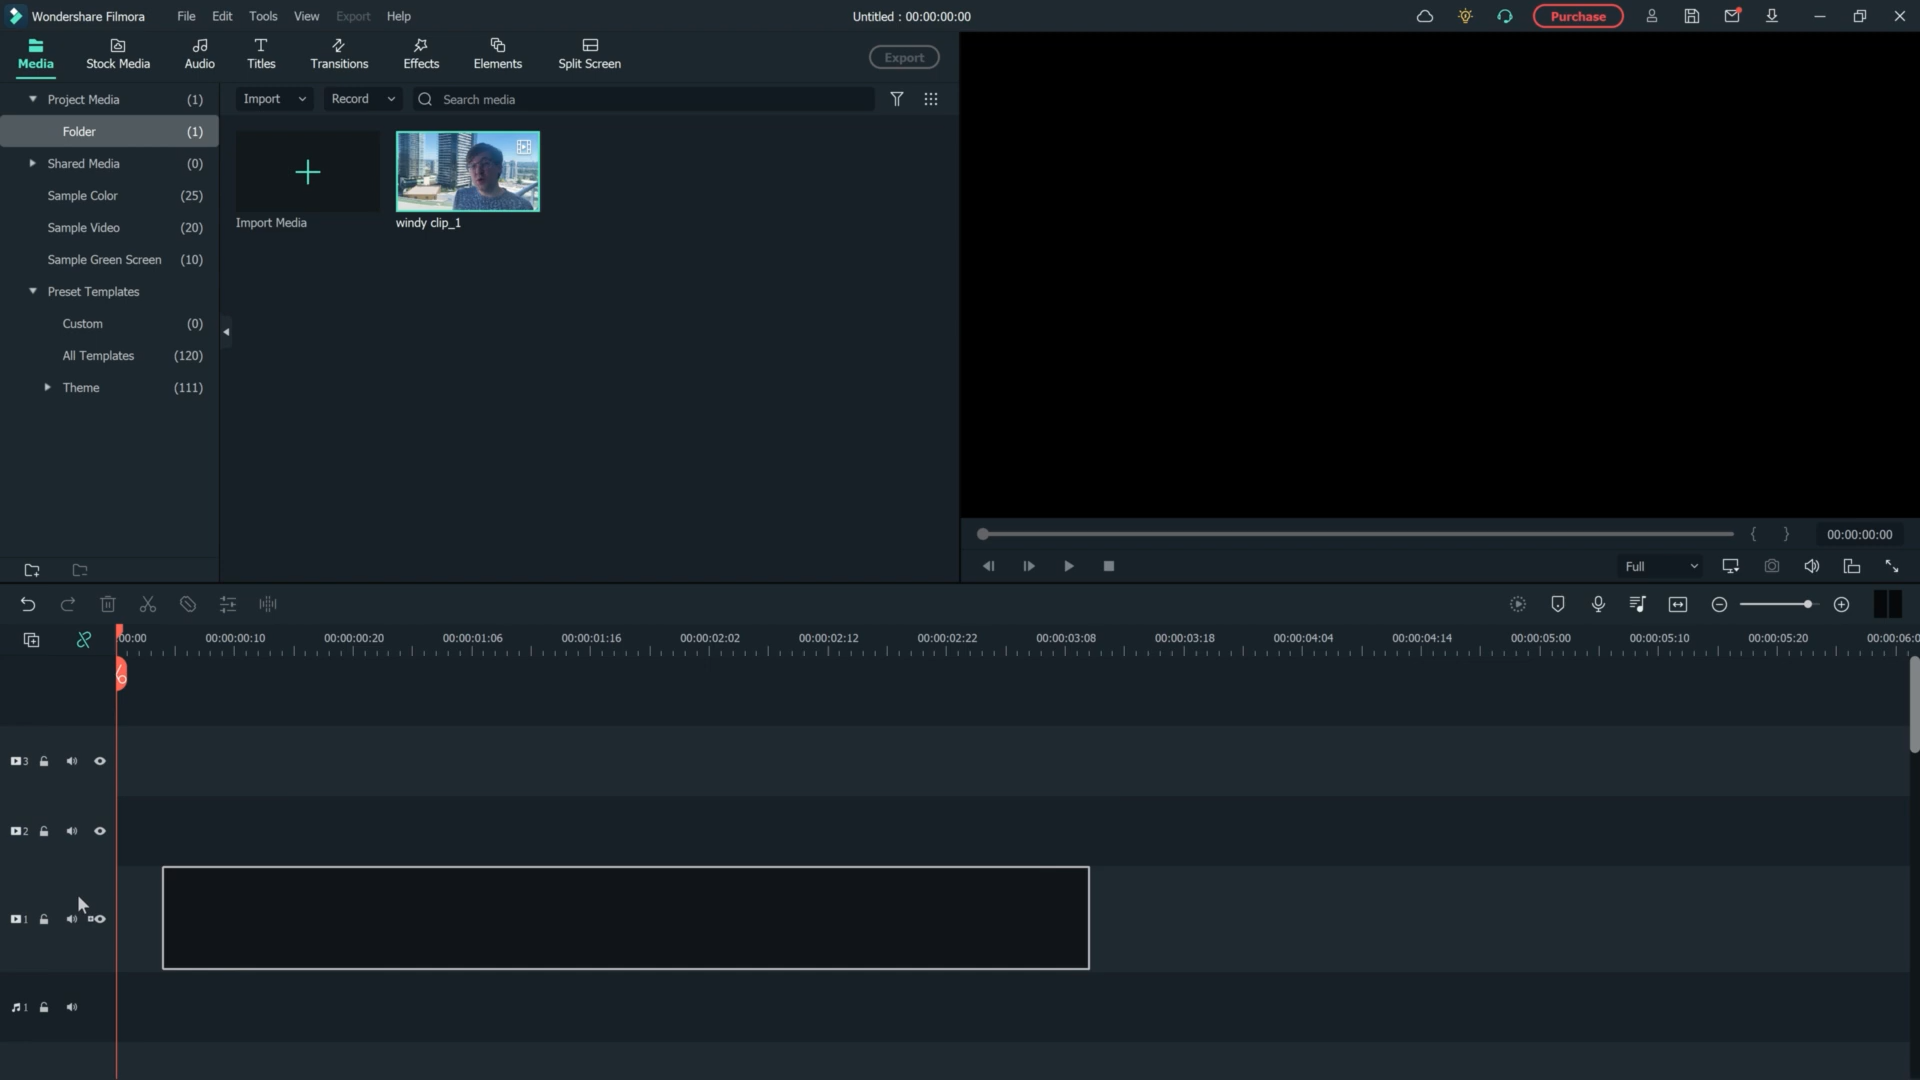 Wondershare Filmora File Edit Tools View Export Help Untitled : 00:00:00:00 Purchase
Media Stock Media Audio Titles Transitions Effects Elements Split Screen Export
Project Media (1) Import Record Search media
Folder (1)
Shared Media (0)
Sample Color (25)
Import Media windy clip_1
Sample Video (20)
Sample Green Screen (10)
Preset Templates
Custom (0)
All Templates (120)
Theme (111)
{ } 00:00:00:00
Full
00:00 00:00:00:10 00:00:00:20 00:00:01:06 00:00:01:16 00:00:02:02 00:00:02:12 00:00:02:22 00:00:03:08 00:00:03:18 00:00:04:04 00:00:04:14 00:00:05:00 00:00:05:10 00:00:05:20 00:00:06:0
3
2
1
1